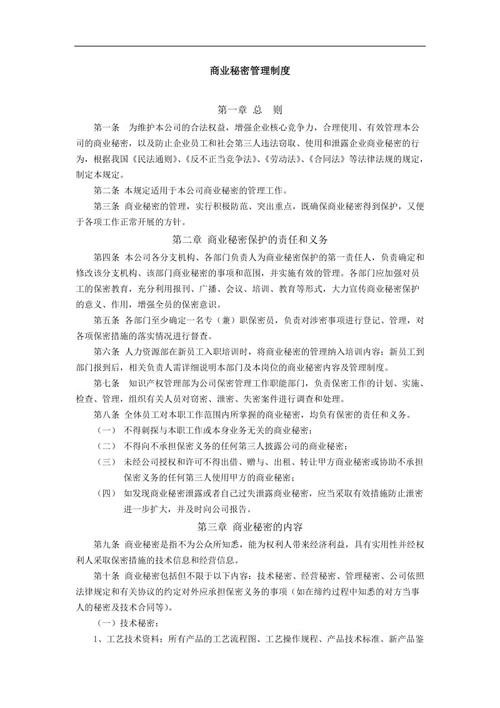 商业秘密管理制度
第一章 总　则
第一条　为维护本公司的合法权益，增强企业核心竞争力，合理使用、有效管理本公
司的商业秘密，以及防止企业员工和社会第三人违法窃取、使用和泄露企业商业秘密的行
为，根据我国《民法通则》、《反不正当竞争法》、《劳动法》、《合同法》等法律法规的规定，
制定本规定。
第二条 本规定适用于本公司商业秘密的管理工作。
第三条　商业秘密的管理，实行积极防范、突出重点，既确保商业秘密得到保护，又便
于各项工作正常开展的方针。
第二章 商业秘密保护的责任和义务
第四条 本公司各分支机构、各部门负责人为商业秘密保护的第一责任人，负责确定和
修改该分支机构、该部门商业秘密的事项和范围，并实施有效的管理。各部门应加强对员
工的保密教育，充分利用报刊、广播、会议、培训、教育等形式，大力宣传商业秘密保护
的意义、作用，增强全员的保密意识。
第五条 各部门至少确定一名专（兼）职保密员，负责对涉密事项进行登记、管理，对
各项保密措施的落实情况进行督查。
第六条 人力资源部在新员工入职培训时，将商业秘密的管理纳入培训内容；新员工到
部门报到后，相关负责人需详细说明本部门及本岗位的商业秘密内容及管理制度。
第七条　知识产权管理部为公司保密管理工作职能部门，负责保密工作的计划、实施、
检查、管理，组织有关人员对窃密、泄密、失密案件进行调查和处理。
第八条 全体员工对本职工作范围内所掌握的商业秘密，均负有保密的责任和义务。
（一） 不得刺探与本职工作或本身业务无关的商业秘密；
（二） 不得向不承担保密义务的任何第三人披露公司的商业秘密；
（三） 未经公司授权和许可不得出借、赠与、出租、转让甲方商业秘密或协助不承担
保密义务的任何第三人使用甲方的商业秘密；
（四） 如发现商业秘密泄露或者自己过失泄露商业秘密，应当采取有效措施防止泄密
进一步扩大，并及时向公司报告。
第三章 商业秘密的内容
第九条 商业秘密是指不为公众所知悉，能为权利人带来经济利益，具有实用性并经权
利人采取保密措施的技术信息和经营信息。
第十条 商业秘密包括但不限于以下内容：技术秘密、经营秘密、管理秘密、公司依照
法律规定和有关协议的约定对外应承担保密义务的事项（如在缔约过程中知悉的对方当事
人的秘密及技术合同等）。
（一）技术秘密：
1、工艺技术资料：所有产品的工艺流程图、工艺操作规程、产品技术标准、新产品鉴